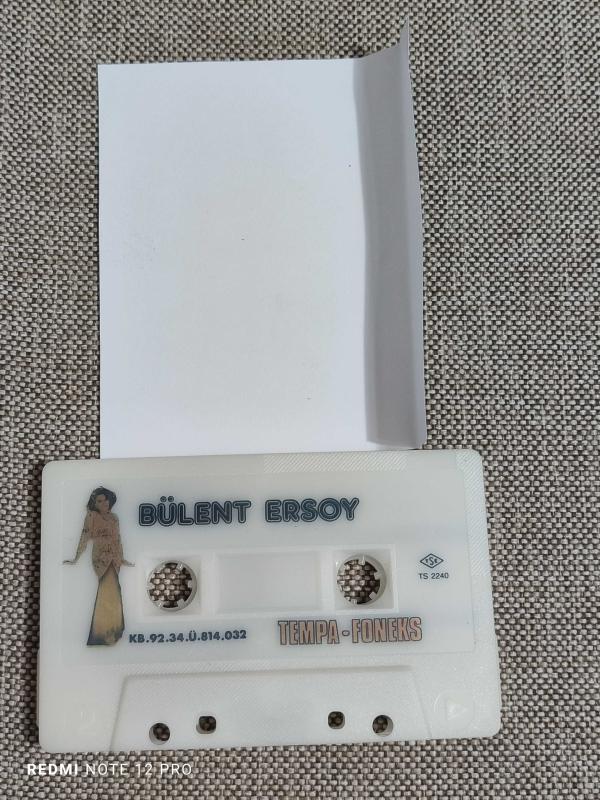 BÜLENT ERSOY
TSE
TS 2240
KB.92.34.Ü.814.032
TEMPA-FONEKS
REDMI NOTE 12 PRO